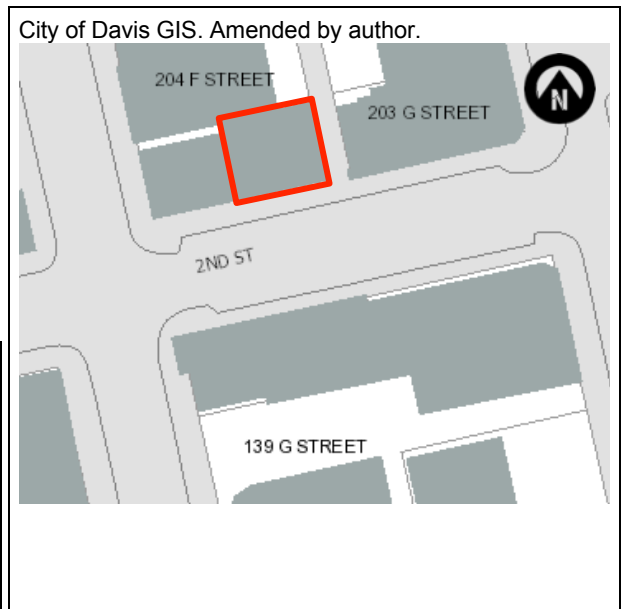 City of Davis GIS. Amended by author.
204 F STREET
203 G STREET
N
2ND ST
139 G STREET